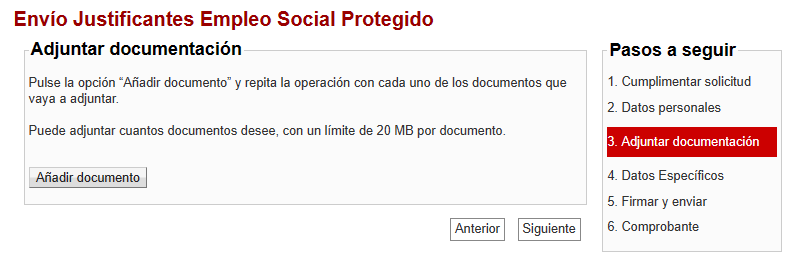 Envío Justificantes Empleo Social Protegido
Adjuntar documentación
Pulse la opción “Añadir documento” y repita la operación con cada uno de los documentos que
vaya a adjuntar.
Puede adjuntar cuantos documentos desee, con un límite de 20 MB por documento.
Añadir documento
Anterior
Siguiente
Pasos a seguir
1. Cumplimentar solicitud
2. Datos personales
3. Adjuntar documentación
4. Datos Específicos
5. Firmar y enviar
6. Comprobante